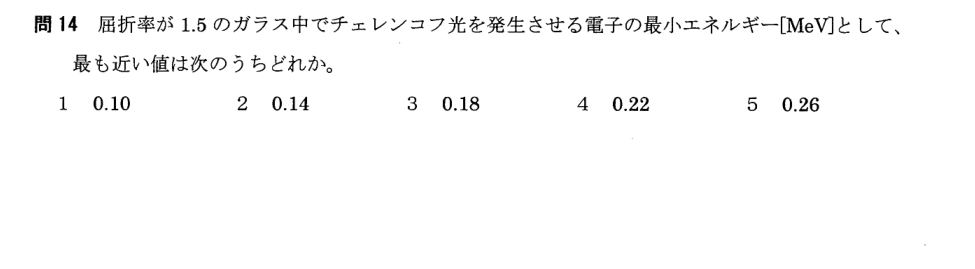 問14 屈折率が 1.5 のガラス中でチェレンコフ光を発生させる電子の最小エネルギー[MeV]として、
最も近い値は次のうちどれか。
1 0.10 2 0.14 3 0.18 4 0.22 5 0.26